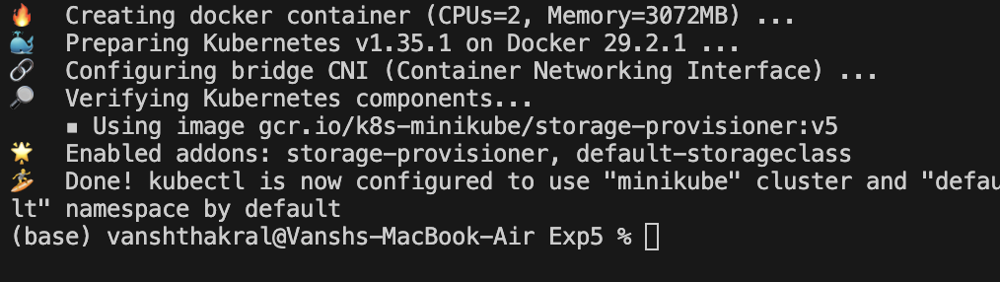 🔥  Creating docker container (CPUs=2, Memory=3072MB) ...
🐳  Preparing Kubernetes v1.35.1 on Docker 29.2.1 ...
🔗  Configuring bridge CNI (Container Networking Interface) ...
🔎  Verifying Kubernetes components...
    ▪ Using image gcr.io/k8s-minikube/storage-provisioner:v5
🌟  Enabled addons: storage-provisioner, default-storageclass
🏄  Done! kubectl is now configured to use "minikube" cluster and "defau
lt" namespace by default
(base) vanshthakral@Vanshs-MacBook-Air Exp5 %